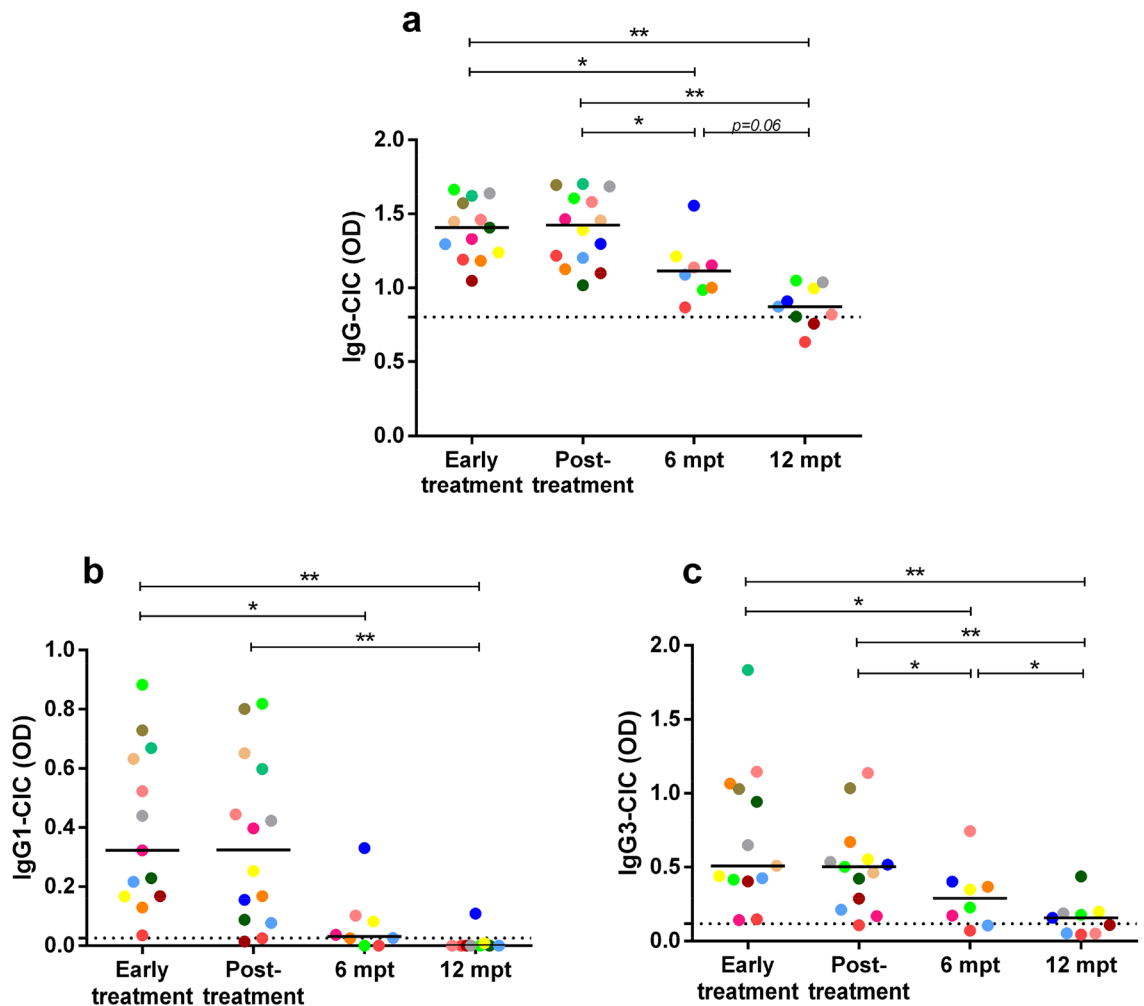 a
**
*
**
*
p=0.06
2.0
1.5
1.0
0.5
0.0
IgG-CIC (OD)
Early
treatment
Post-
treatment
6 mpt
12 mpt
b
**
*
**
1.0
0.8
0.6
0.4
0.2
0.0
IgG1-CIC (OD)
Early
treatment
Post-
treatment
6 mpt
12 mpt
c
**
*
**
*
*
2.0
1.5
1.0
0.5
0.0
IgG3-CIC (OD)
Early
treatment
Post-
treatment
6 mpt
12 mpt